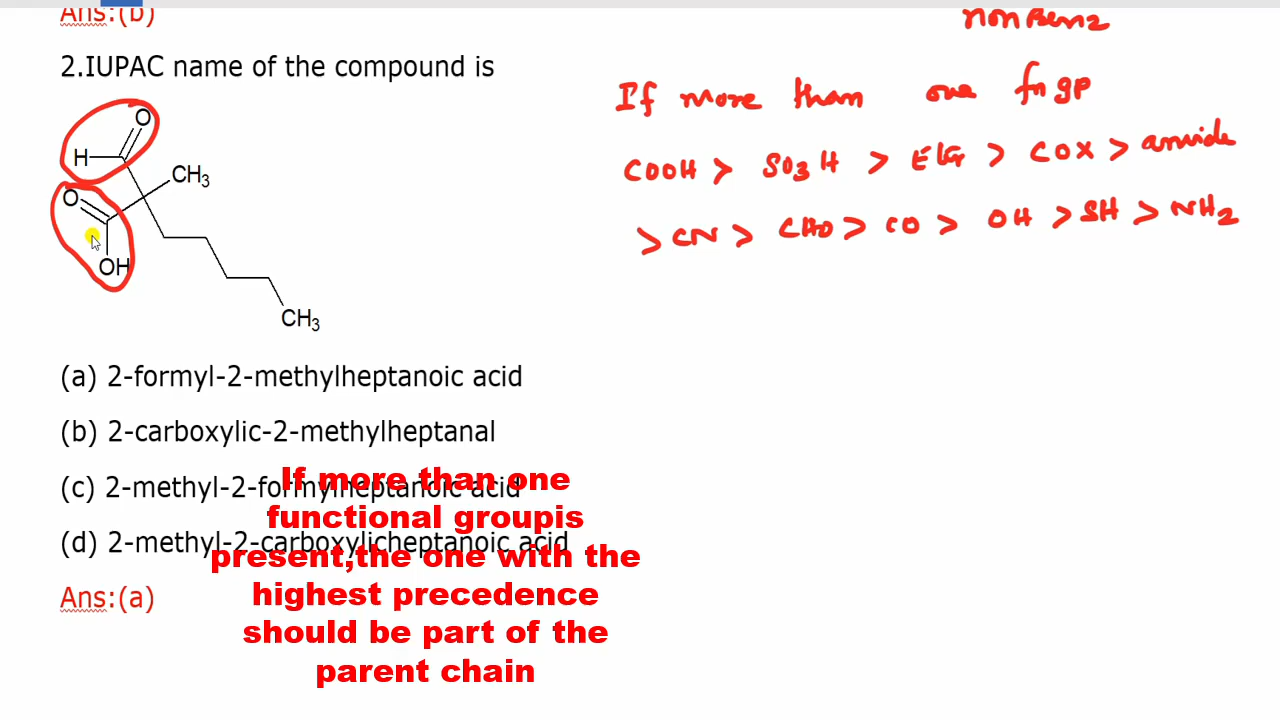 Ans:(b)
nonBenz
2.IUPAC name of the compound is
If more than one fn gp
COOH > SO3H > Ester > COX > amide
> CN > CHO > CO > OH > SH > NH2
O
H
CH3
O
OH
CH3
(a) 2-formyl-2-methylheptanoic acid
(b) 2-carboxylic-2-methylheptanal
(c) 2-methyl-2-formylheptanoic acid
(d) 2-methyl-2-carboxylicheptanoic acid
Ans:(a)
If more than one
functional groupis
present,the one with the
highest precedence
should be part of the
parent chain